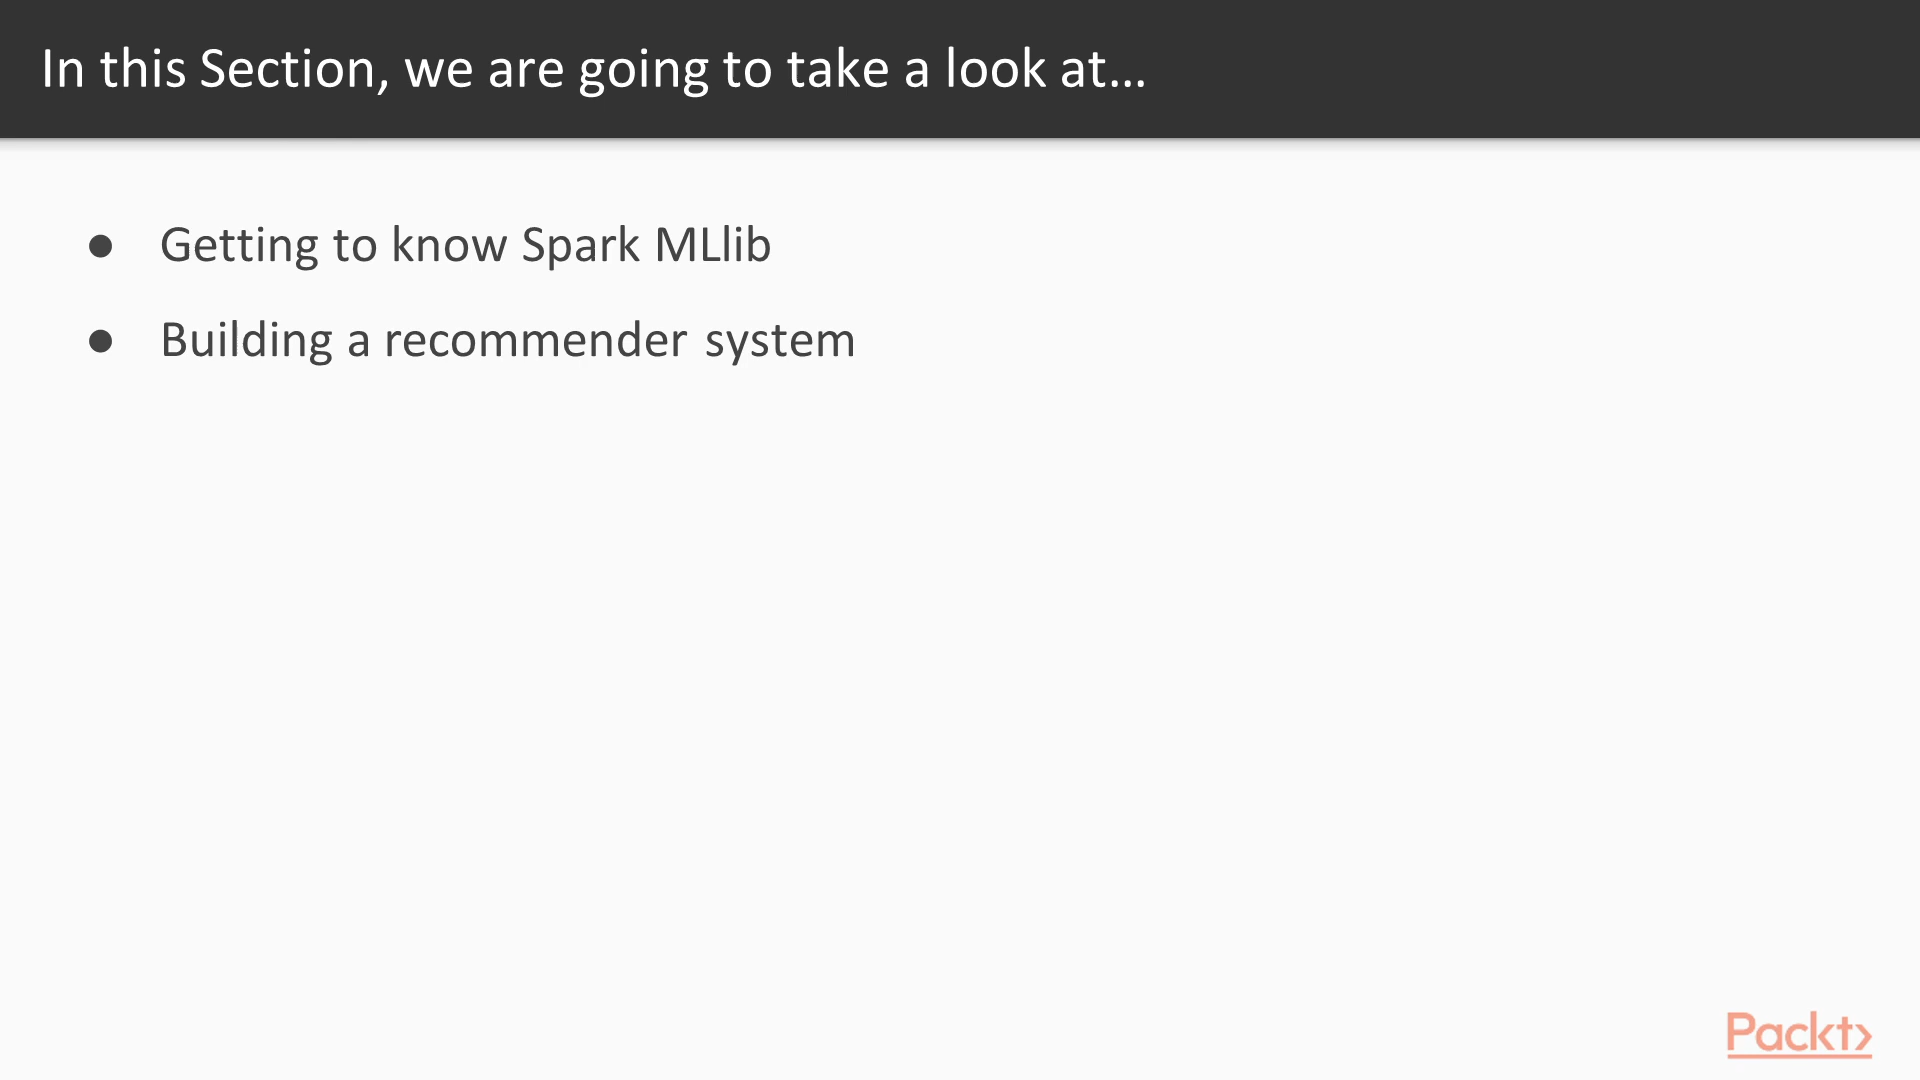 In this Section, we are going to take a look at...
● Getting to know Spark MLlib
● Building a recommender system
Packt>